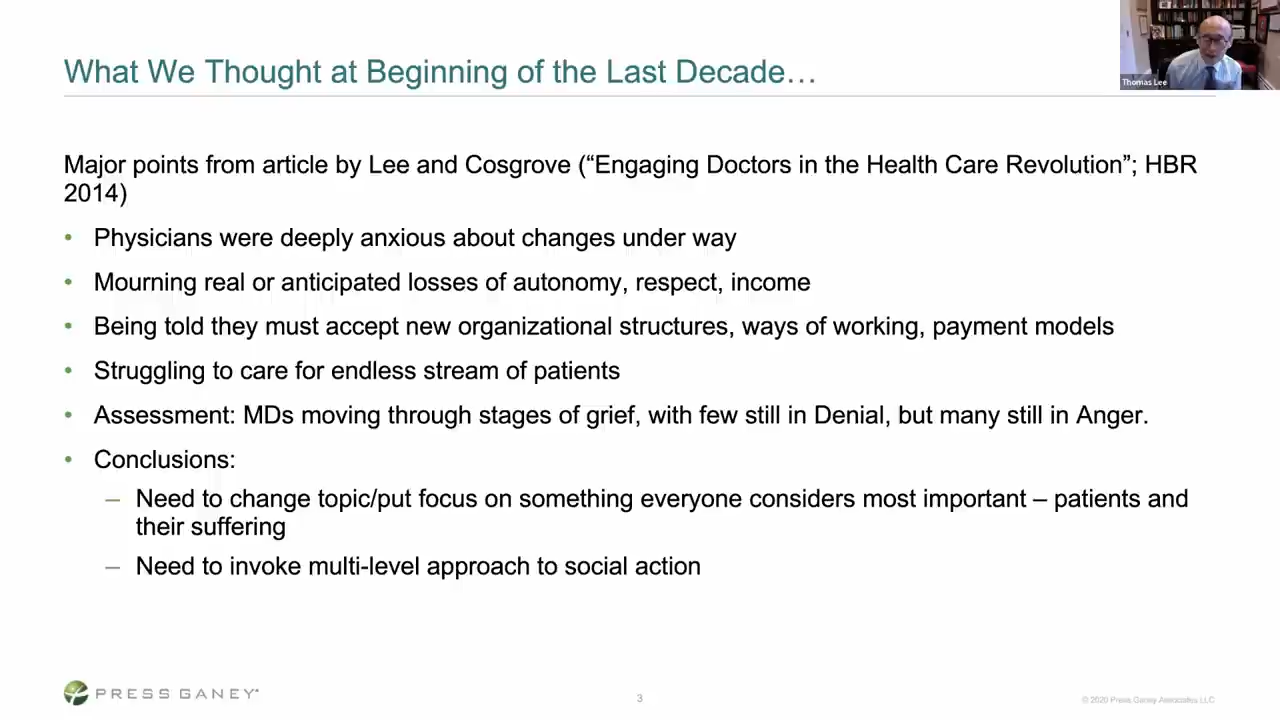 What We Thought at Beginning of the Last Decade…
Thomas Lee
Major points from article by Lee and Cosgrove (“Engaging Doctors in the Health Care Revolution”; HBR
2014)
• Physicians were deeply anxious about changes under way
• Mourning real or anticipated losses of autonomy, respect, income
• Being told they must accept new organizational structures, ways of working, payment models
• Struggling to care for endless stream of patients
• Assessment: MDs moving through stages of grief, with few still in Denial, but many still in Anger.
• Conclusions:
– Need to change topic/put focus on something everyone considers most important – patients and
their suffering
– Need to invoke multi-level approach to social action
PRESS GANEY
3
© 2020 Press Ganey Associates LLC